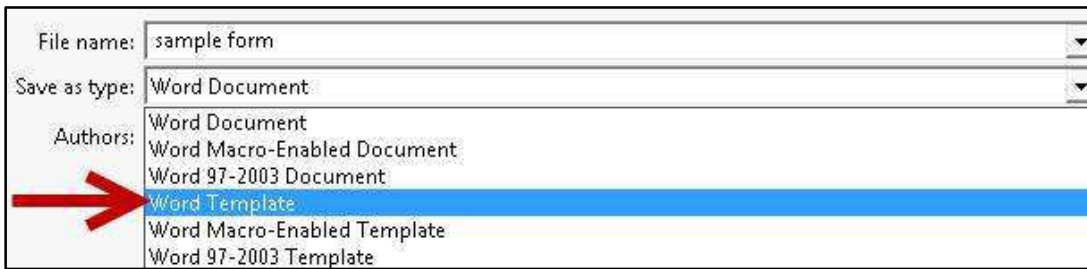 File name: sample form
Save as type: Word Document
Authors:
Word Document
Word Macro-Enabled Document
Word 97-2003 Document
Word Template
Word Macro-Enabled Template
Word 97-2003 Template